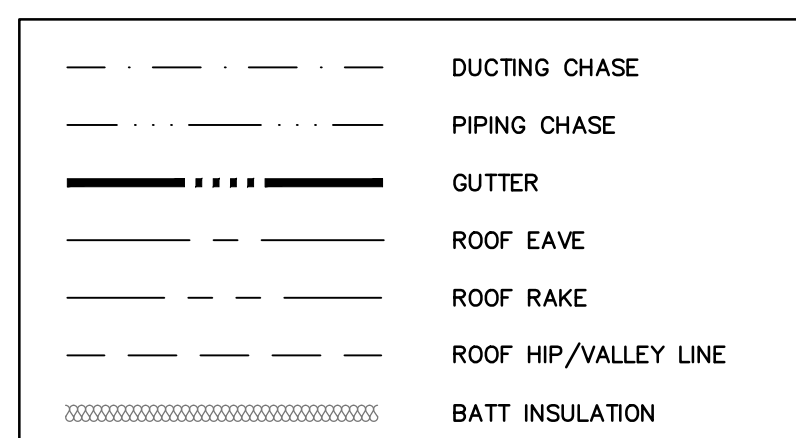 DUCTING CHASE
PIPING CHASE
GUTTER
ROOF EAVE
ROOF RAKE
ROOF HIP/VALLEY LINE
BATT INSULATION